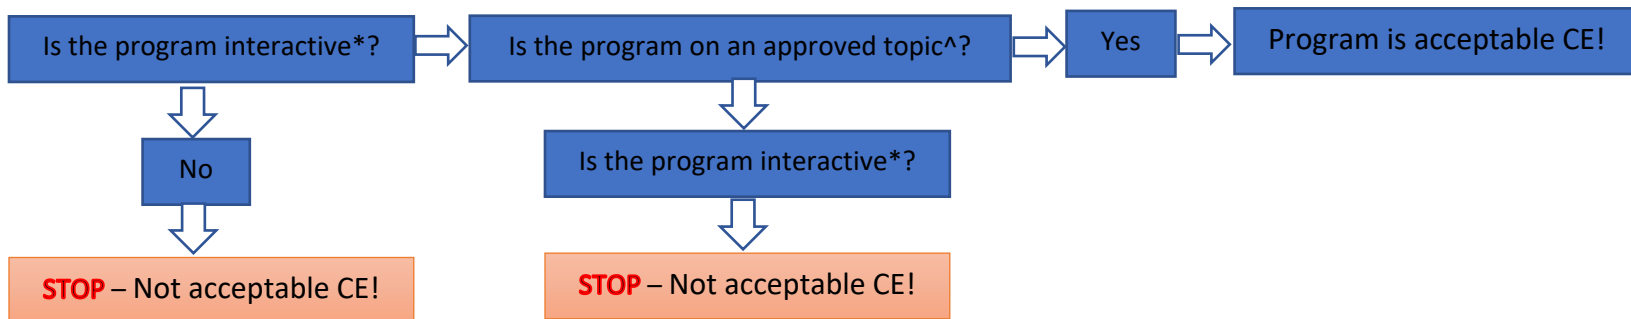 Is the program interactive*?
Is the program on an approved topic^?
Yes
Program is acceptable CE!
No
Is the program interactive*?
STOP – Not acceptable CE!
STOP – Not acceptable CE!